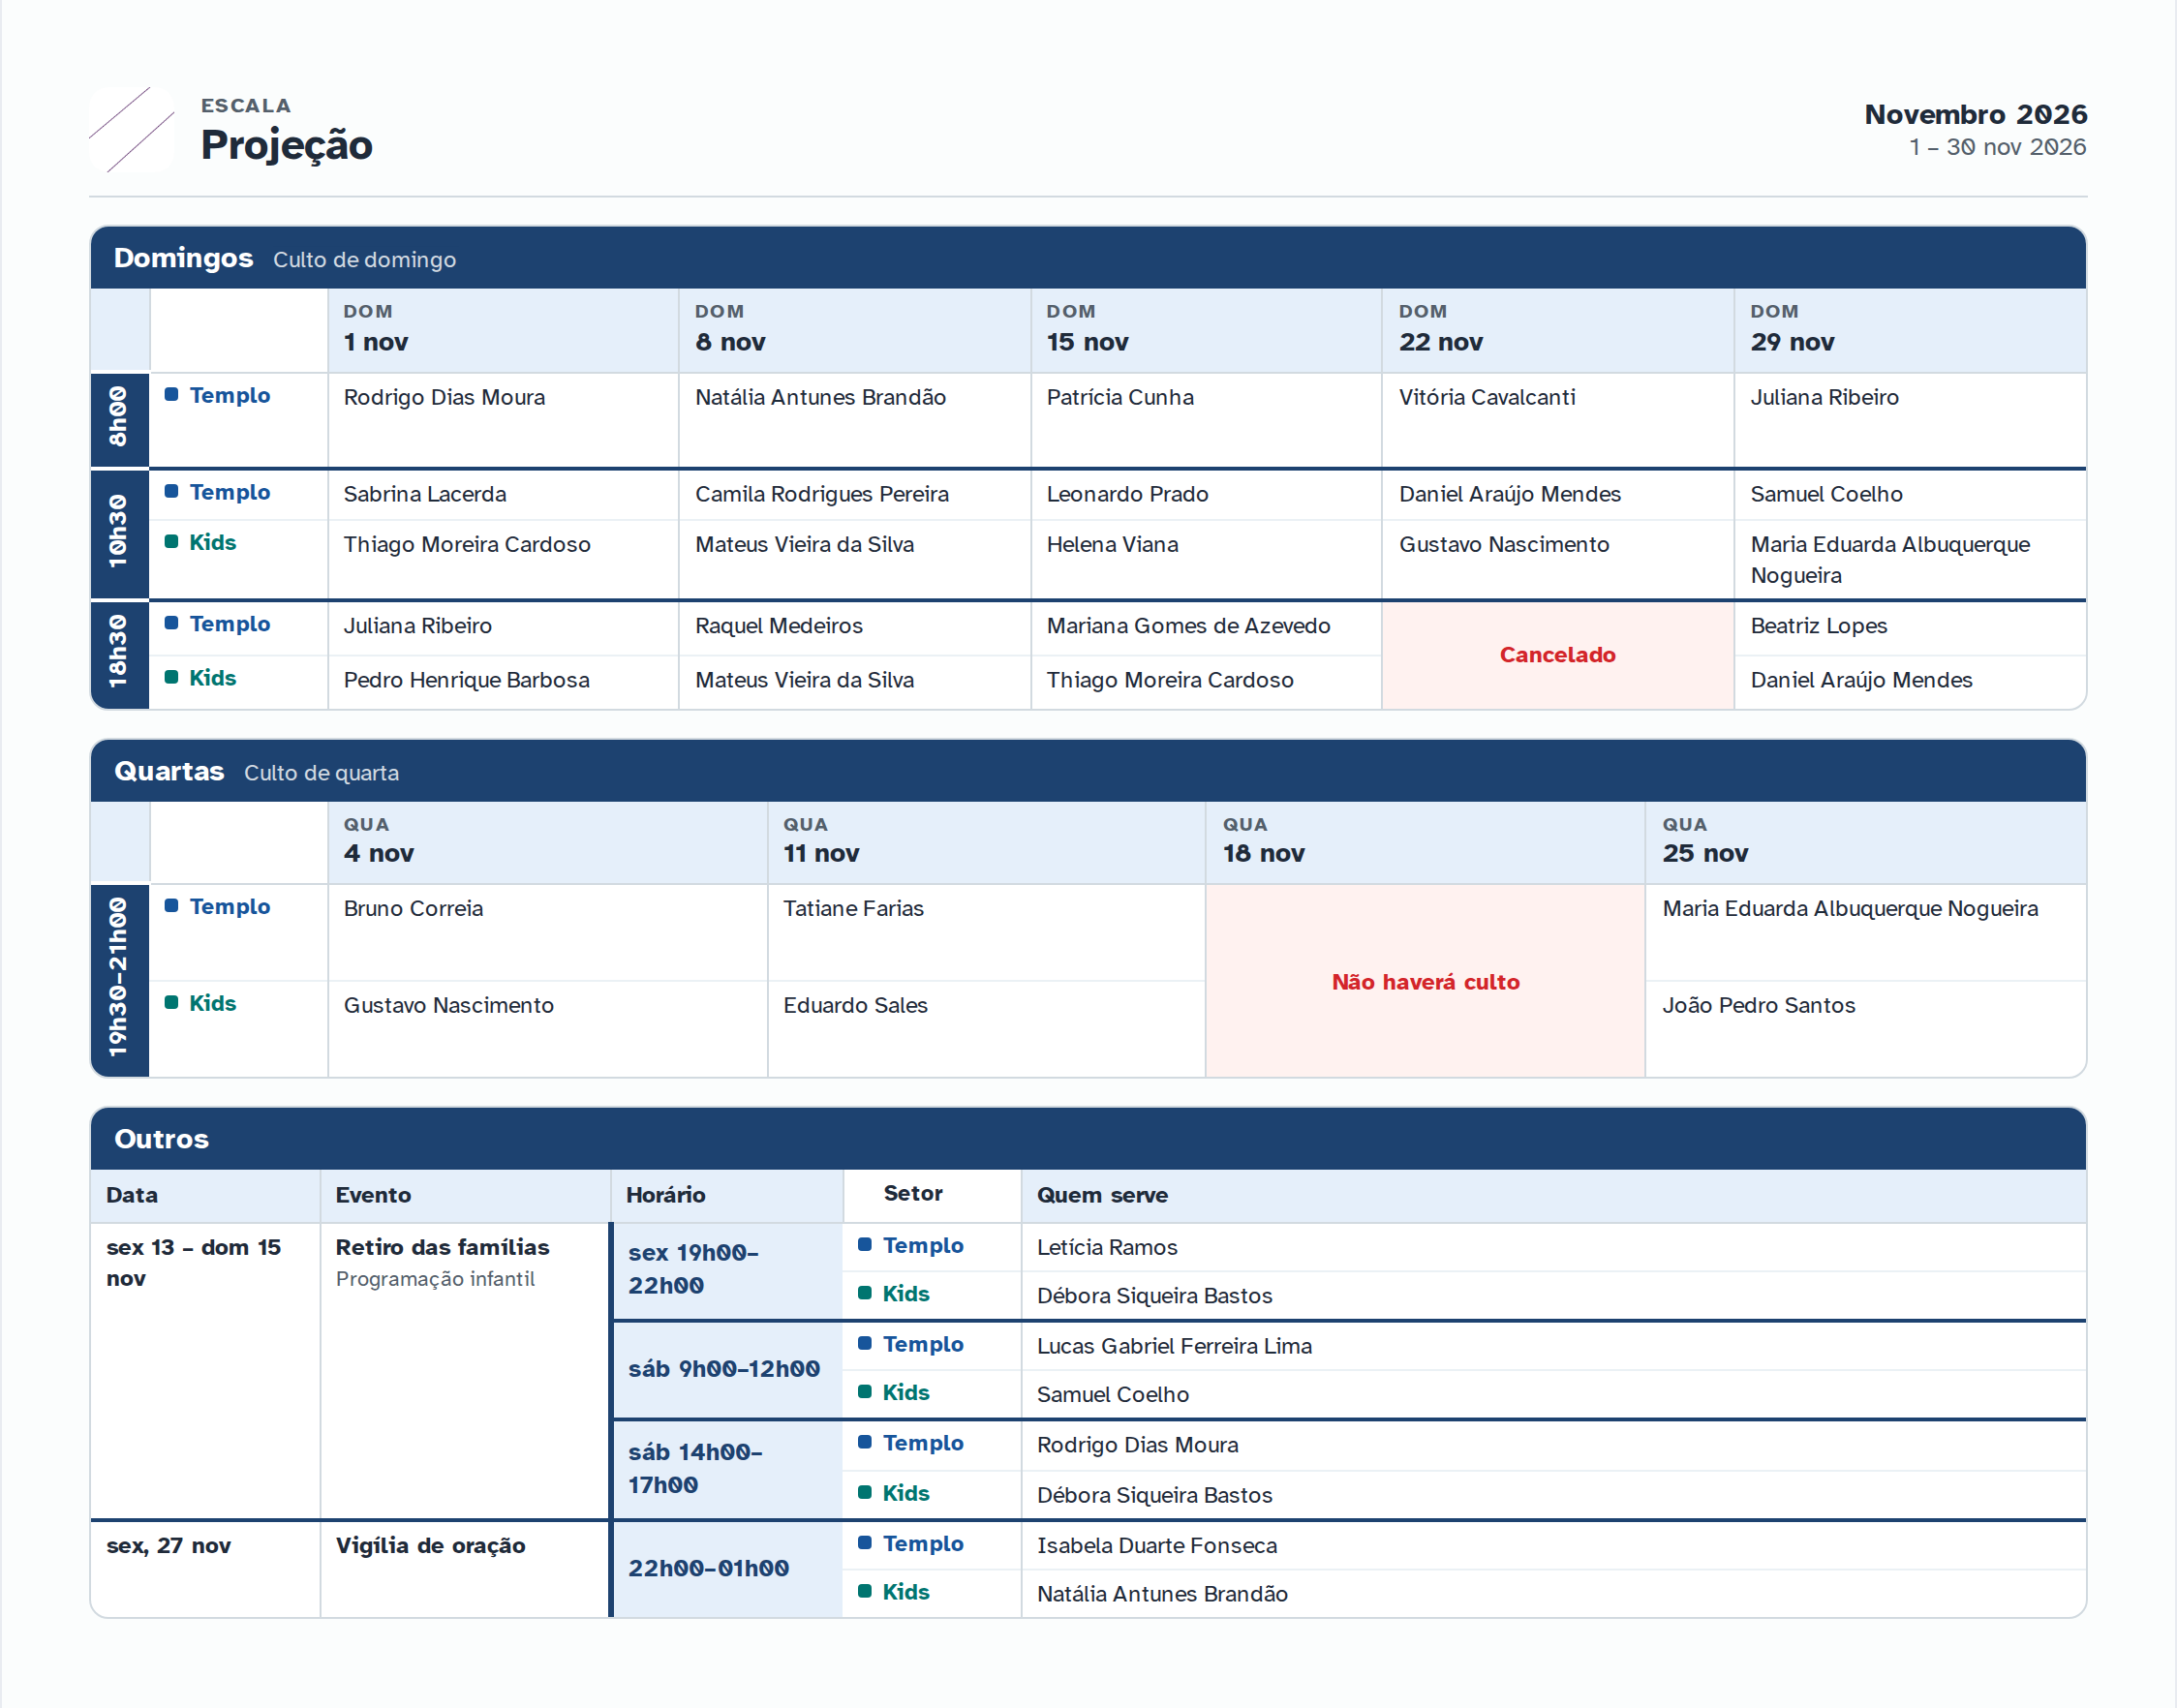 ESCALA
Projeção
Novembro 2026
1 – 30 nov 2026
Domingos Culto de domingo
DOM DOM DOM DOM DOM
1 nov 8 nov 15 nov 22 nov 29 nov
8h00
Templo Rodrigo Dias Moura Natália Antunes Brandão Patrícia Cunha Vitória Cavalcanti Juliana Ribeiro
10h30
Templo Sabrina Lacerda Camila Rodrigues Pereira Leonardo Prado Daniel Araújo Mendes Samuel Coelho
Kids Thiago Moreira Cardoso Mateus Vieira da Silva Helena Viana Gustavo Nascimento Maria Eduarda Albuquerque
Nogueira
18h30
Templo Juliana Ribeiro Raquel Medeiros Mariana Gomes de Azevedo Cancelado Beatriz Lopes
Kids Pedro Henrique Barbosa Mateus Vieira da Silva Thiago Moreira Cardoso Daniel Araújo Mendes
Quartas Culto de quarta
QUA QUA QUA QUA
4 nov 11 nov 18 nov 25 nov
19h30–21h00
Templo Bruno Correia Tatiane Farias Não haverá culto Maria Eduarda Albuquerque Nogueira
Kids Gustavo Nascimento Eduardo Sales João Pedro Santos
Outros
Data Evento Horário Setor Quem serve
sex 13 – dom 15
nov
Retiro das famílias
Programação infantil
sex 19h00–
22h00
Templo Letícia Ramos
Kids Débora Siqueira Bastos
sáb 9h00–12h00
Templo Lucas Gabriel Ferreira Lima
Kids Samuel Coelho
sáb 14h00–
17h00
Templo Rodrigo Dias Moura
Kids Débora Siqueira Bastos
sex, 27 nov
Vigília de oração
22h00–01h00
Templo Isabela Duarte Fonseca
Kids Natália Antunes Brandão